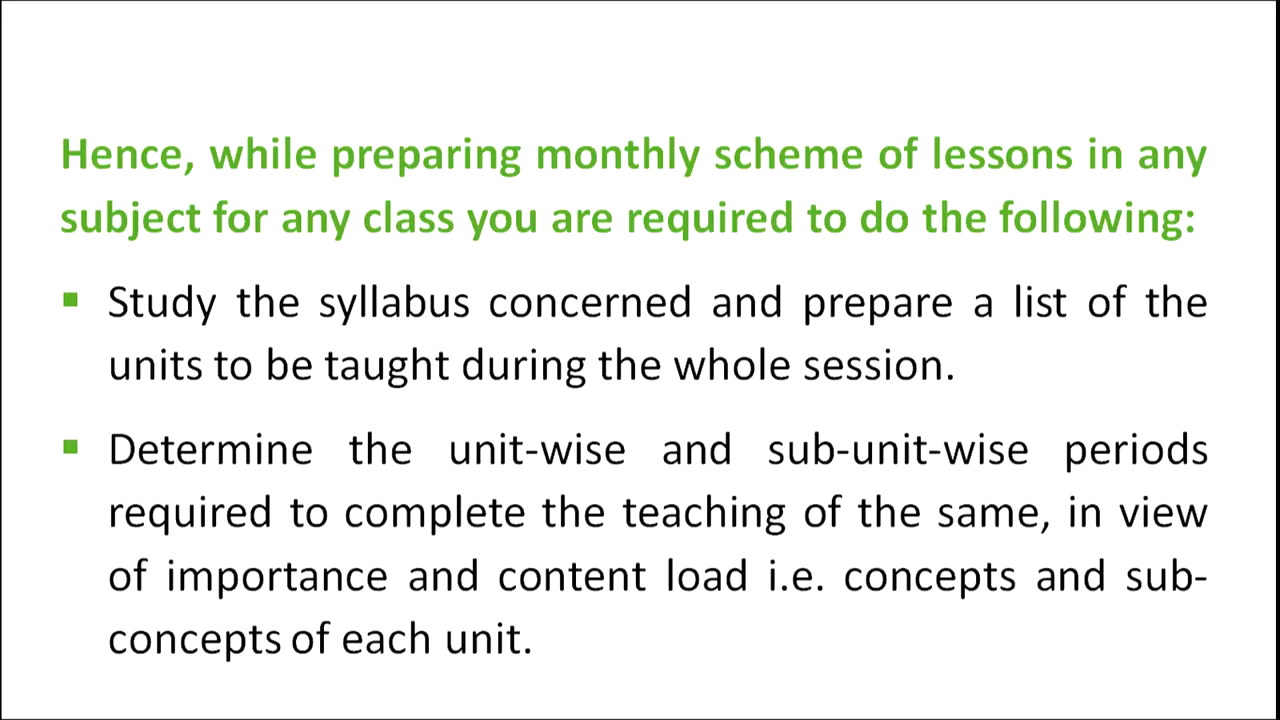 Hence, while preparing monthly scheme of lessons in any
subject for any class you are required to do the following:
▪ Study the syllabus concerned and prepare a list of the
units to be taught during the whole session.
▪ Determine the unit-wise and sub-unit-wise periods
required to complete the teaching of the same, in view
of importance and content load i.e. concepts and sub-
concepts of each unit.